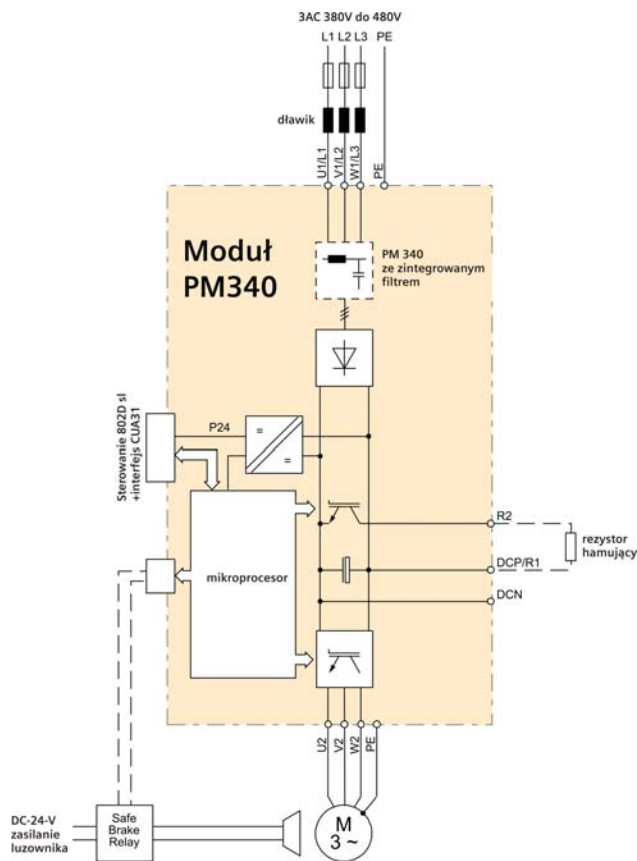 3AC 380V do 480V
L1 L2 L3 PE
dławik
U1/L1
V1/L2
W1/L3
PE
Moduł
PM340
PM 340
ze zintegrowanym
filtrem
Sterowanie 802D sl
+interfejs CUA31
P24
=
=
R2
rezystor
hamujący
DCP/R1
mikroprocesor
DCN
U2
V2
W2
PE
DC-24-V
zasilanie
luzownika
Safe
Brake
Relay
M
3 ~